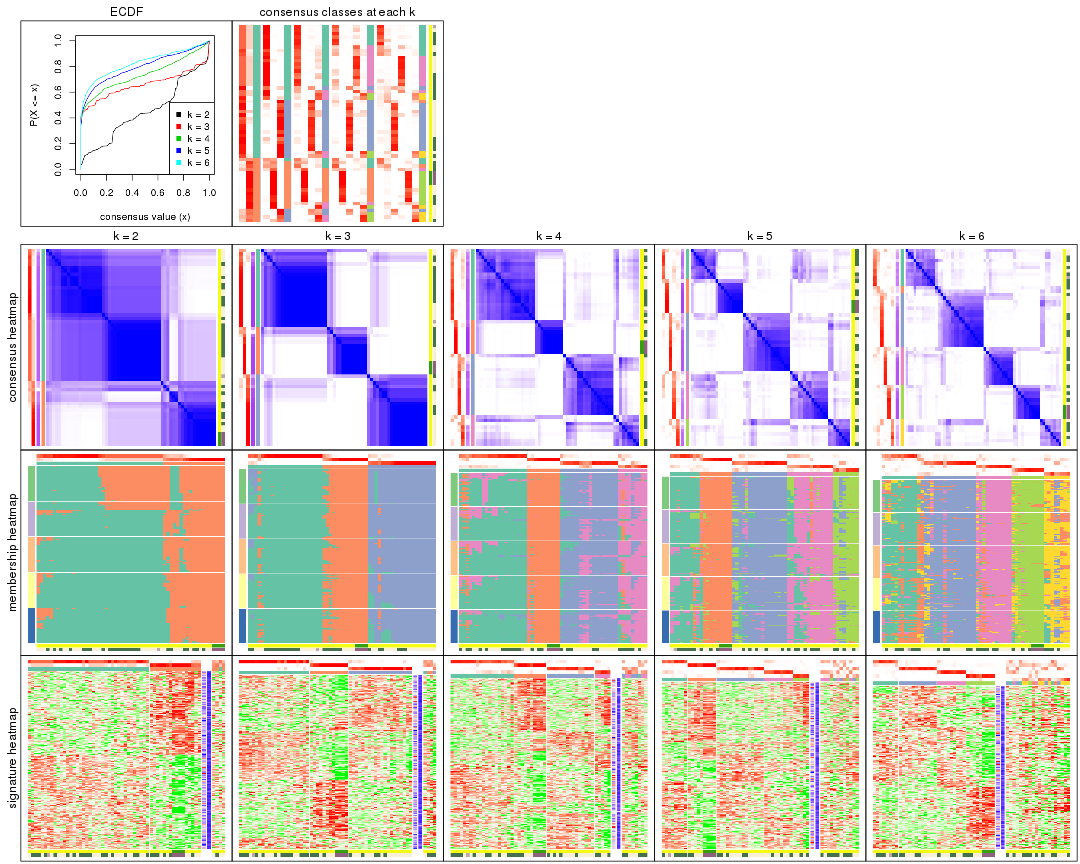 ECDF
consensus classes at each k
P(X <= x)
0.0 0.2 0.4 0.6 0.8 1.0
k = 2
k = 3
k = 4
k = 5
k = 6
0.0 0.2 0.4 0.6 0.8 1.0
consensus value (x)
k = 2
k = 3
k = 4
k = 5
k = 6
consensus heatmap
membership heatmap
signature heatmap